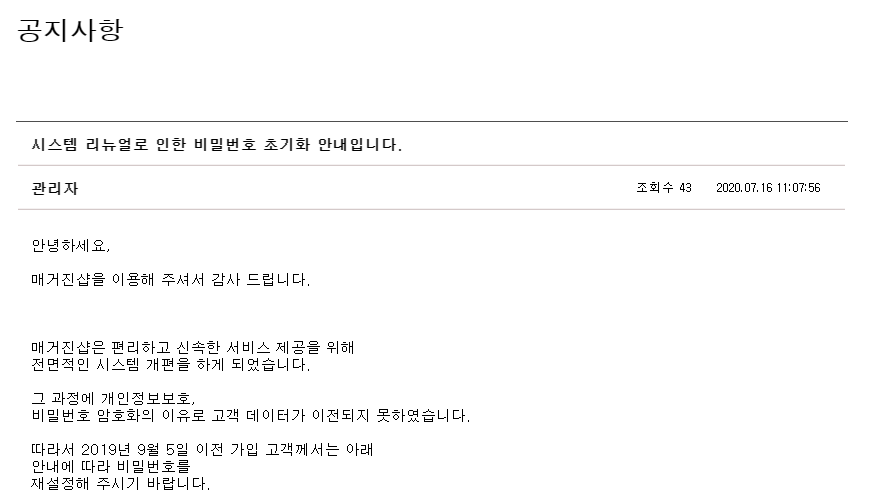 공지사항
시스템 리뉴얼로 인한 비밀번호 초기화 안내입니다.
관리자 조회수 43 2020.07.16 11:07:56
안녕하세요,
매거진샵을 이용해 주셔서 감사 드립니다.
매거진샵은 편리하고 신속한 서비스 제공을 위해
전면적인 시스템 개편을 하게 되었습니다.
그 과정에 개인정보보호,
비밀번호 암호화의 이유로 고객 데이터가 이전되지 못하였습니다.
따라서 2019년 9월 5일 이전 가입 고객께서는 아래
안내에 따라 비밀번호를
재설정해 주시기 바랍니다.